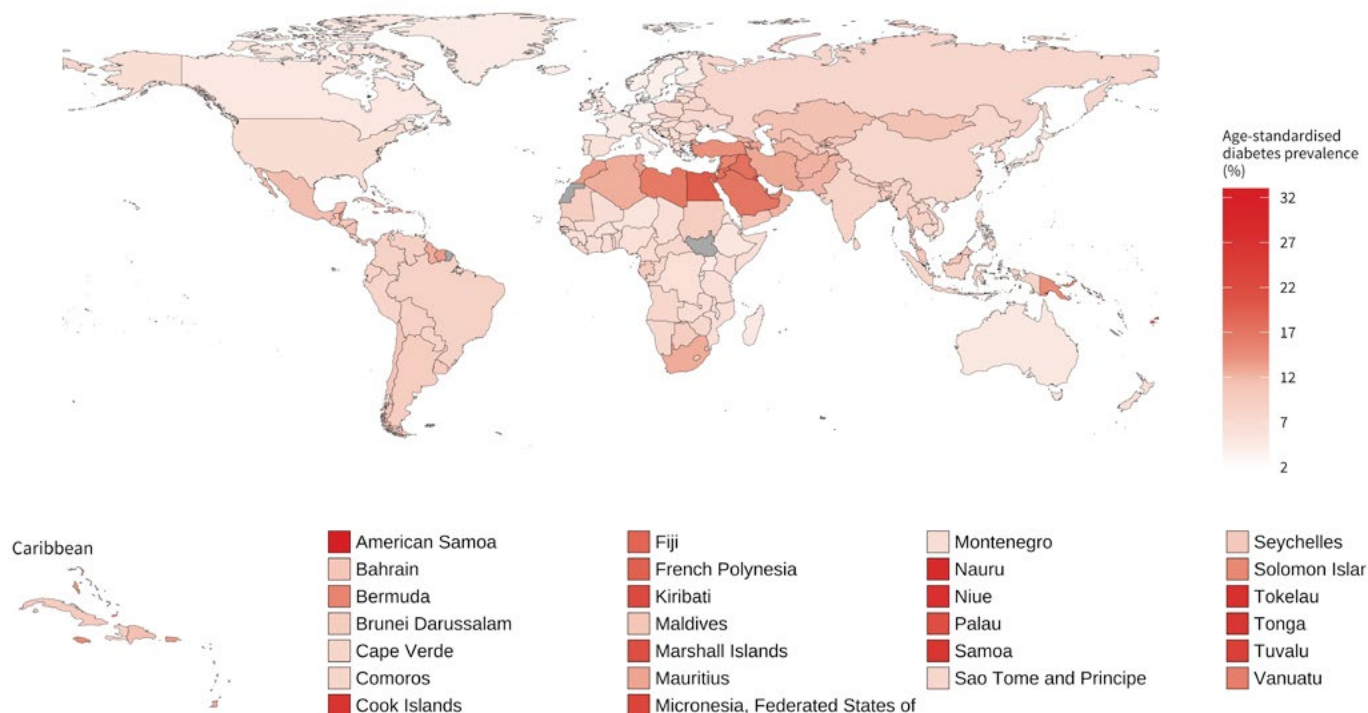 Age-standardised
diabetes prevalence
(%)
32
27
22
17
12
7
2
Caribbean
American Samoa
Bahrain
Bermuda
Brunei Darussalam
Cape Verde
Comoros
Cook Islands
Fiji
French Polynesia
Kiribati
Maldives
Marshall Islands
Mauritius
Micronesia, Federated States of
Montenegro
Nauru
Niue
Palau
Samoa
Sao Tome and Principe
Seychelles
Solomon Islar
Tokelau
Tonga
Tuvalu
Vanuatu